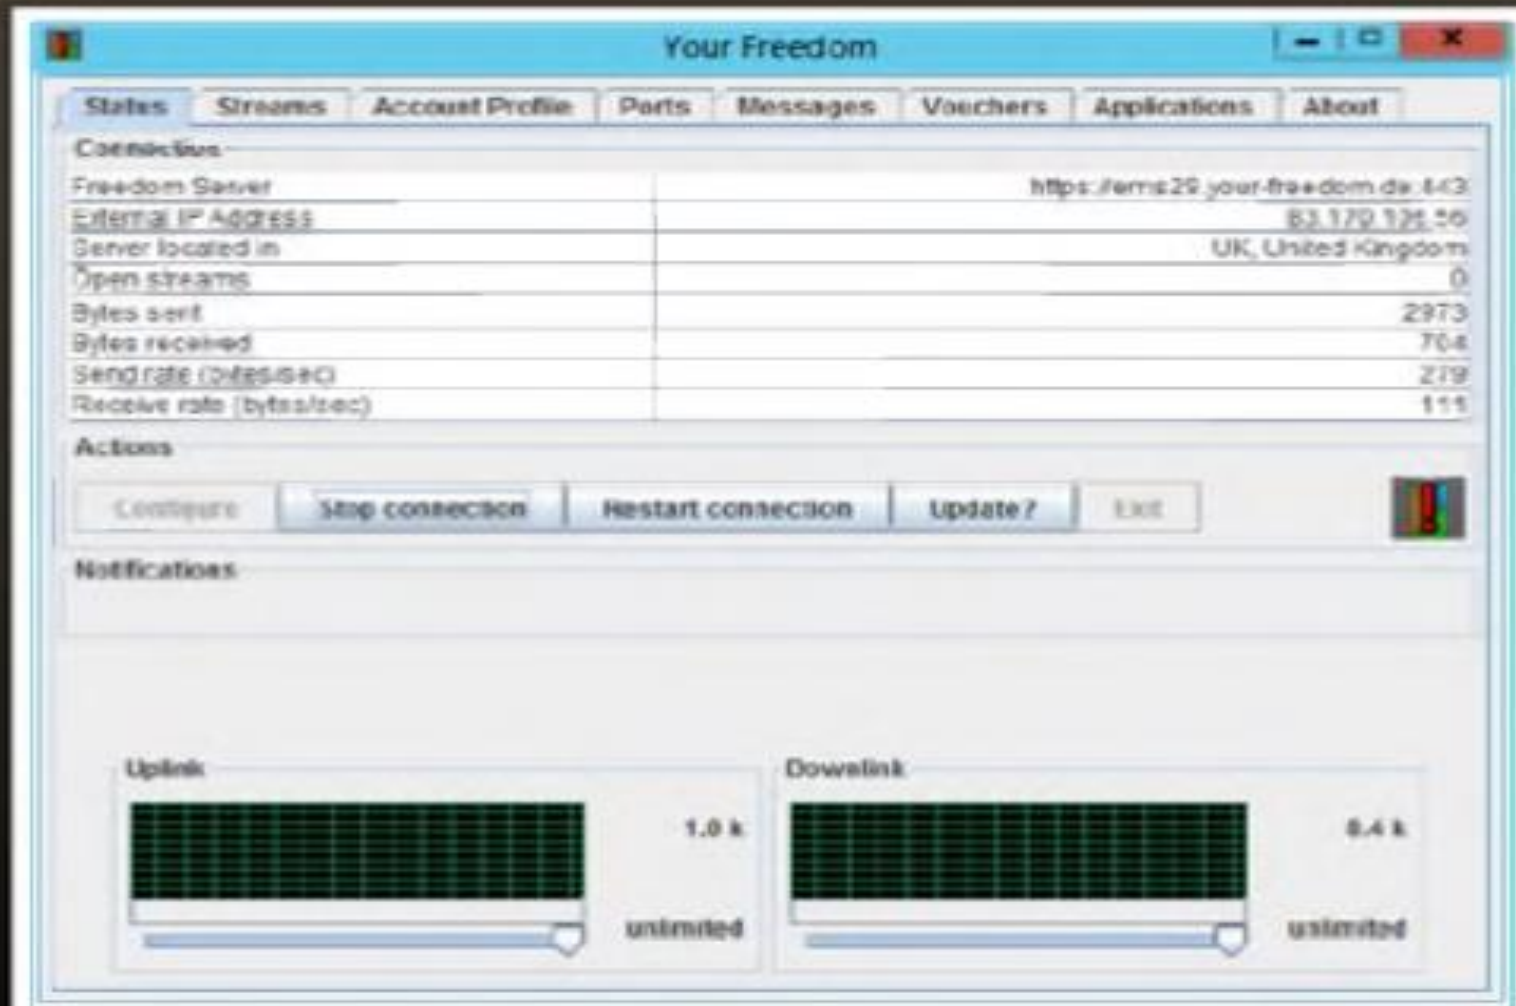 Your Freedom
Status Streams Account Profile Ports Messages Vouchers Applications About
Connection
Freedom Server https://ems29.your-freedom.de:443
External IP Address
Server located in UK, United Kingdom
Open streams 0
Bytes sent 2973
Bytes received 704
Send rate (bytes/sec) 279
Receive rate (bytes/sec) 111
Actions
Configure Stop connection Restart connection Update? Exit
Notifications
Uplink Downlink
1.0 k
unlimited unlimited